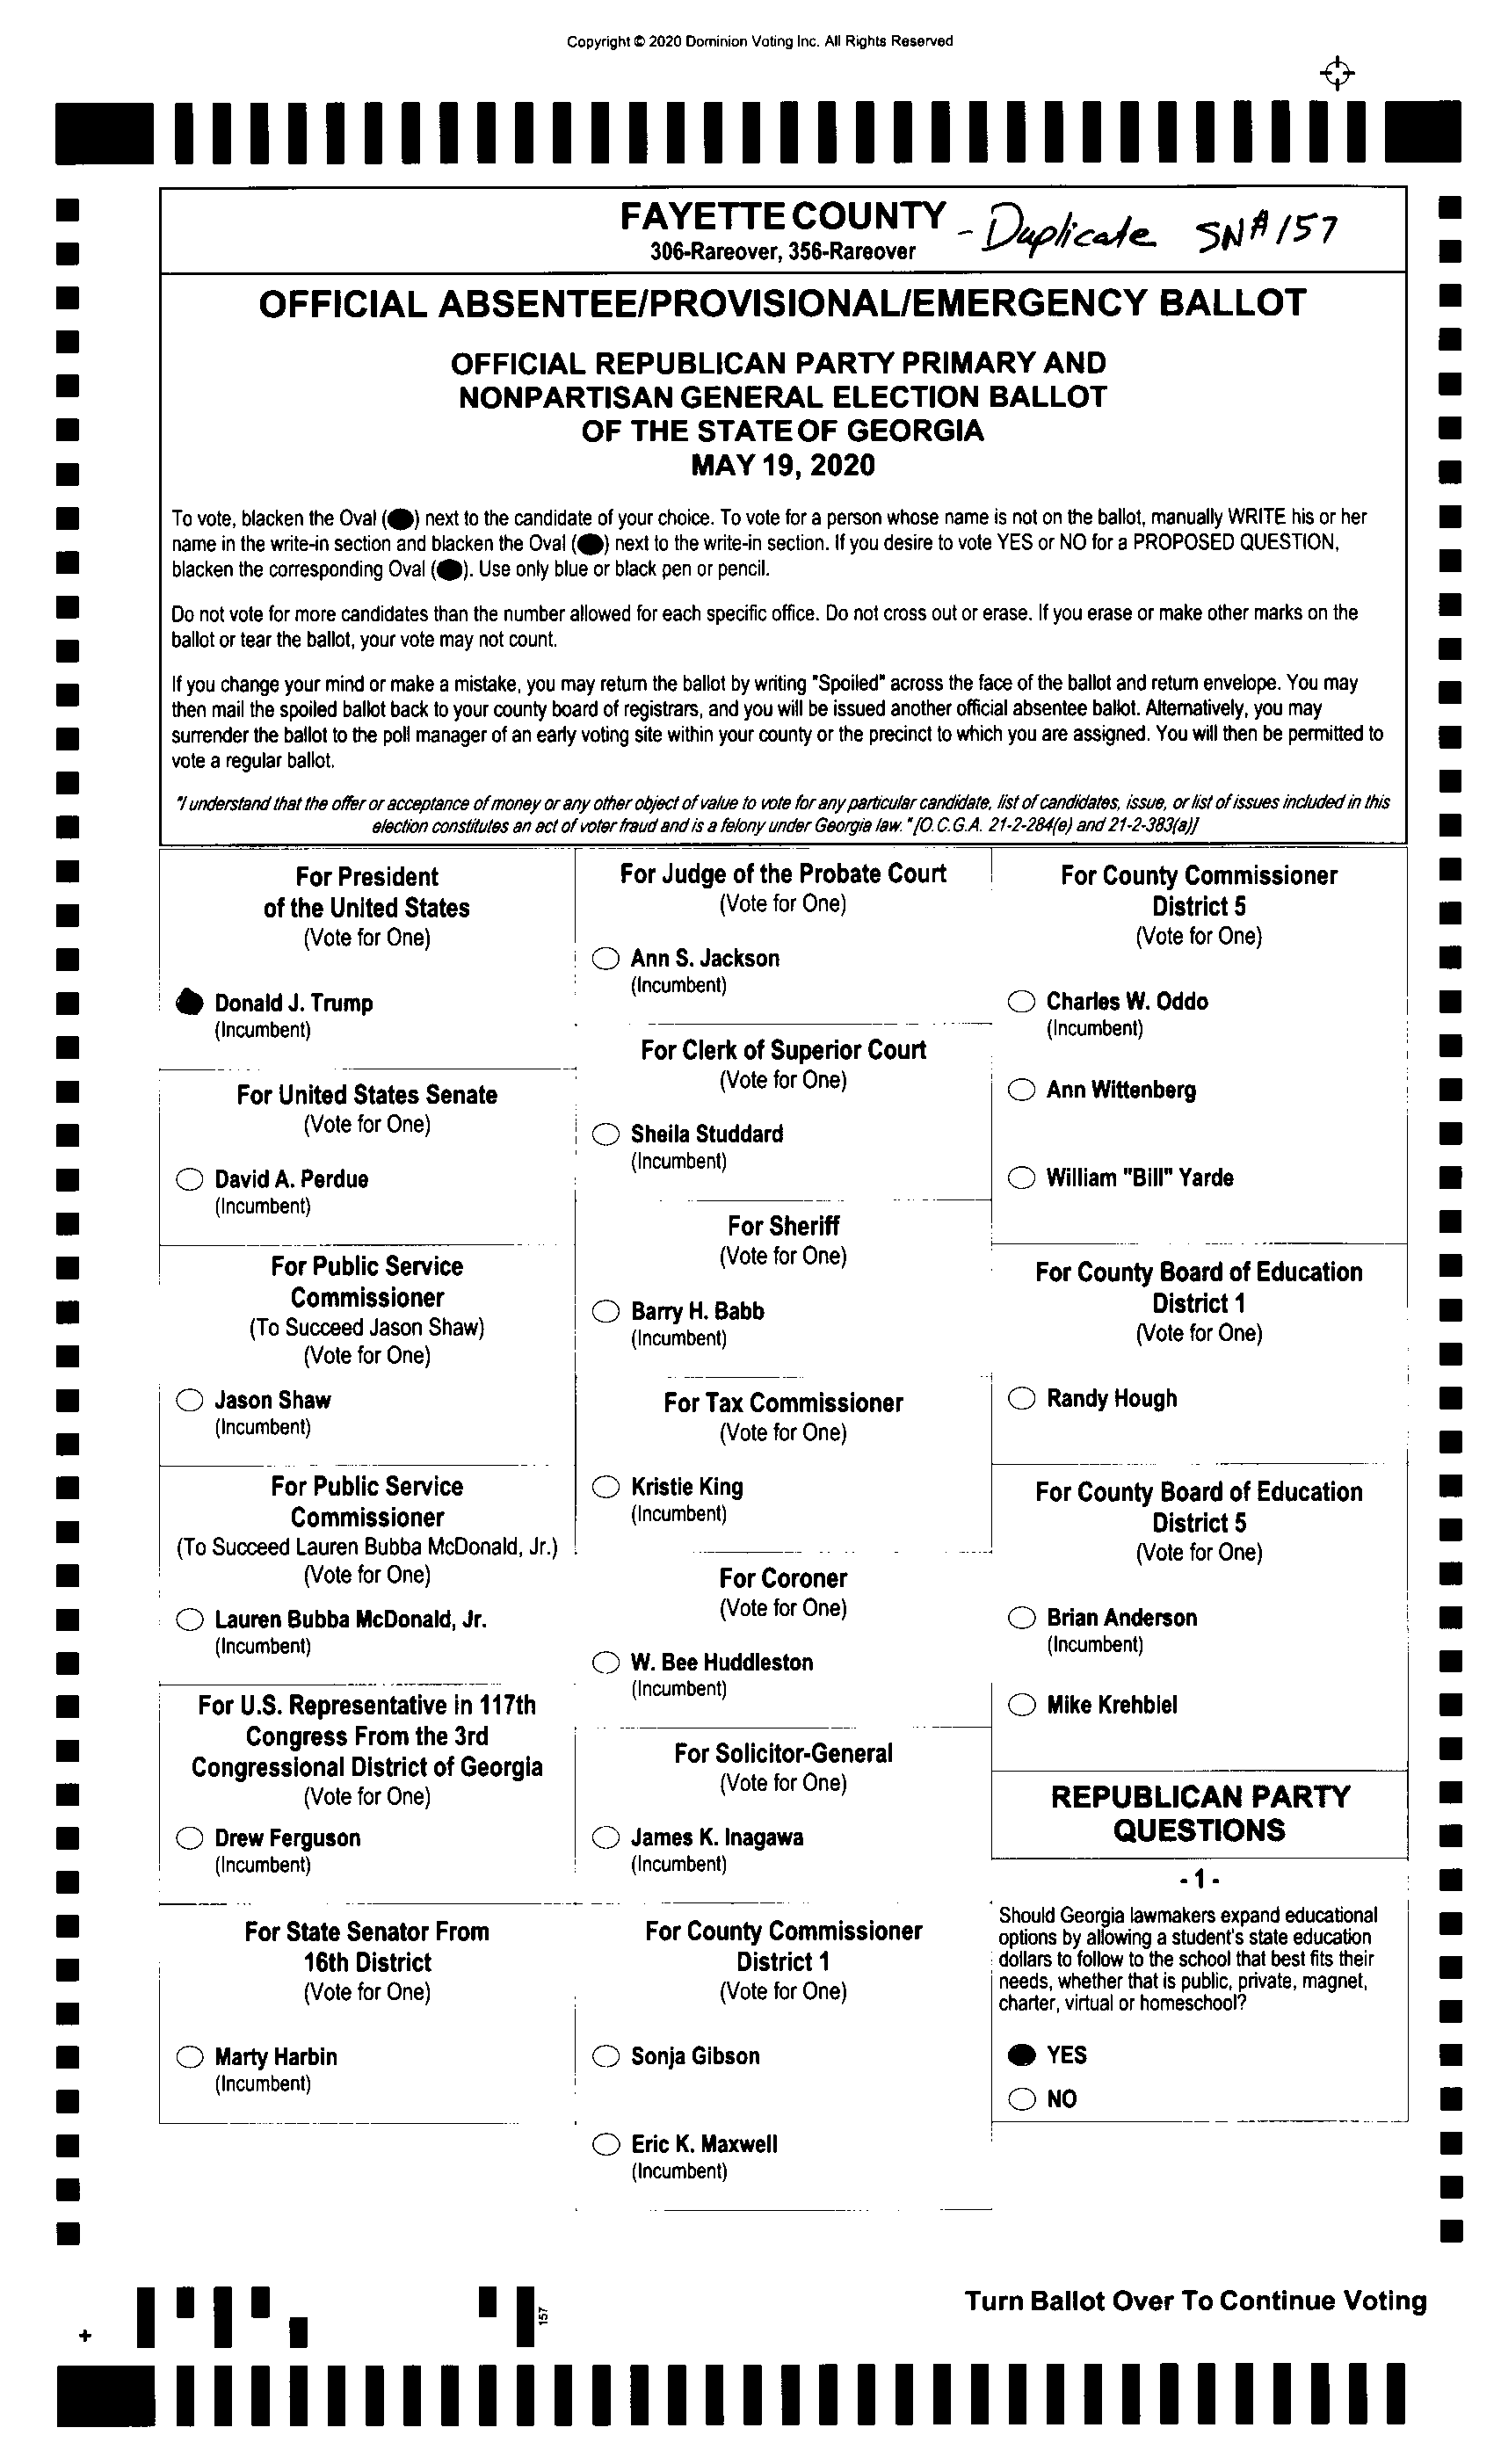 Copyright © 2020 Dominion Voting Inc. All Rights Reserved
FAYETTE COUNTY - Duplicate SN# 157
306-Rareover, 356-Rareover
OFFICIAL ABSENTEE/PROVISIONAL/EMERGENCY BALLOT
OFFICIAL REPUBLICAN PARTY PRIMARY AND
NONPARTISAN GENERAL ELECTION BALLOT
OF THE STATE OF GEORGIA
MAY 19, 2020
To vote, blacken the Oval (●) next to the candidate of your choice. To vote for a person whose name is not on the ballot, manually WRITE his or her
name in the write-in section and blacken the Oval (●) next to the write-in section. If you desire to vote YES or NO for a PROPOSED QUESTION,
blacken the corresponding Oval (●). Use only blue or black pen or pencil.
Do not vote for more candidates than the number allowed for each specific office. Do not cross out or erase. If you erase or make other marks on the
ballot or tear the ballot, your vote may not count.
If you change your mind or make a mistake, you may return the ballot by writing "Spoiled" across the face of the ballot and return envelope. You may
then mail the spoiled ballot back to your county board of registrars, and you will be issued another official absentee ballot. Alternatively, you may
surrender the ballot to the poll manager of an early voting site within your county or the precinct to which you are assigned. You will then be permitted to
vote a regular ballot.
"I understand that the offer or acceptance of money or any other object of value to vote for any particular candidate, list of candidates, issue, or list of issues included in this
election constitutes an act of voter fraud and is a felony under Georgia law. "[O.C.G.A. 21-2-284(e) and 21-2-383(a)]
For President
of the United States
(Vote for One)
Donald J. Trump
(Incumbent)
For United States Senate
(Vote for One)
David A. Perdue
(Incumbent)
For Public Service
Commissioner
(To Succeed Jason Shaw)
(Vote for One)
Jason Shaw
(Incumbent)
For Public Service
Commissioner
(To Succeed Lauren Bubba McDonald, Jr.)
(Vote for One)
Lauren Bubba McDonald, Jr.
(Incumbent)
For U.S. Representative in 117th
Congress From the 3rd
Congressional District of Georgia
(Vote for One)
Drew Ferguson
(Incumbent)
For State Senator From
16th District
(Vote for One)
Marty Harbin
(Incumbent)
For Judge of the Probate Court
(Vote for One)
Ann S. Jackson
(Incumbent)
For Clerk of Superior Court
(Vote for One)
Sheila Studdard
(Incumbent)
For Sheriff
(Vote for One)
Barry H. Babb
(Incumbent)
For Tax Commissioner
(Vote for One)
Kristie King
(Incumbent)
For Coroner
(Vote for One)
W. Bee Huddleston
(Incumbent)
For Solicitor-General
(Vote for One)
James K. Inagawa
(Incumbent)
For County Commissioner
District 1
(Vote for One)
Sonja Gibson
Eric K. Maxwell
(Incumbent)
For County Commissioner
District 5
(Vote for One)
Charles W. Oddo
(Incumbent)
Ann Wittenberg
William "Bill" Yarde
For County Board of Education
District 1
(Vote for One)
Randy Hough
For County Board of Education
District 5
(Vote for One)
Brian Anderson
(Incumbent)
Mike Krehbiel
REPUBLICAN PARTY
QUESTIONS
- 1 -
Should Georgia lawmakers expand educational
options by allowing a student's state education
dollars to follow to the school that best fits their
needs, whether that is public, private, magnet,
charter, virtual or homeschool?
YES
NO
Turn Ballot Over To Continue Voting
157